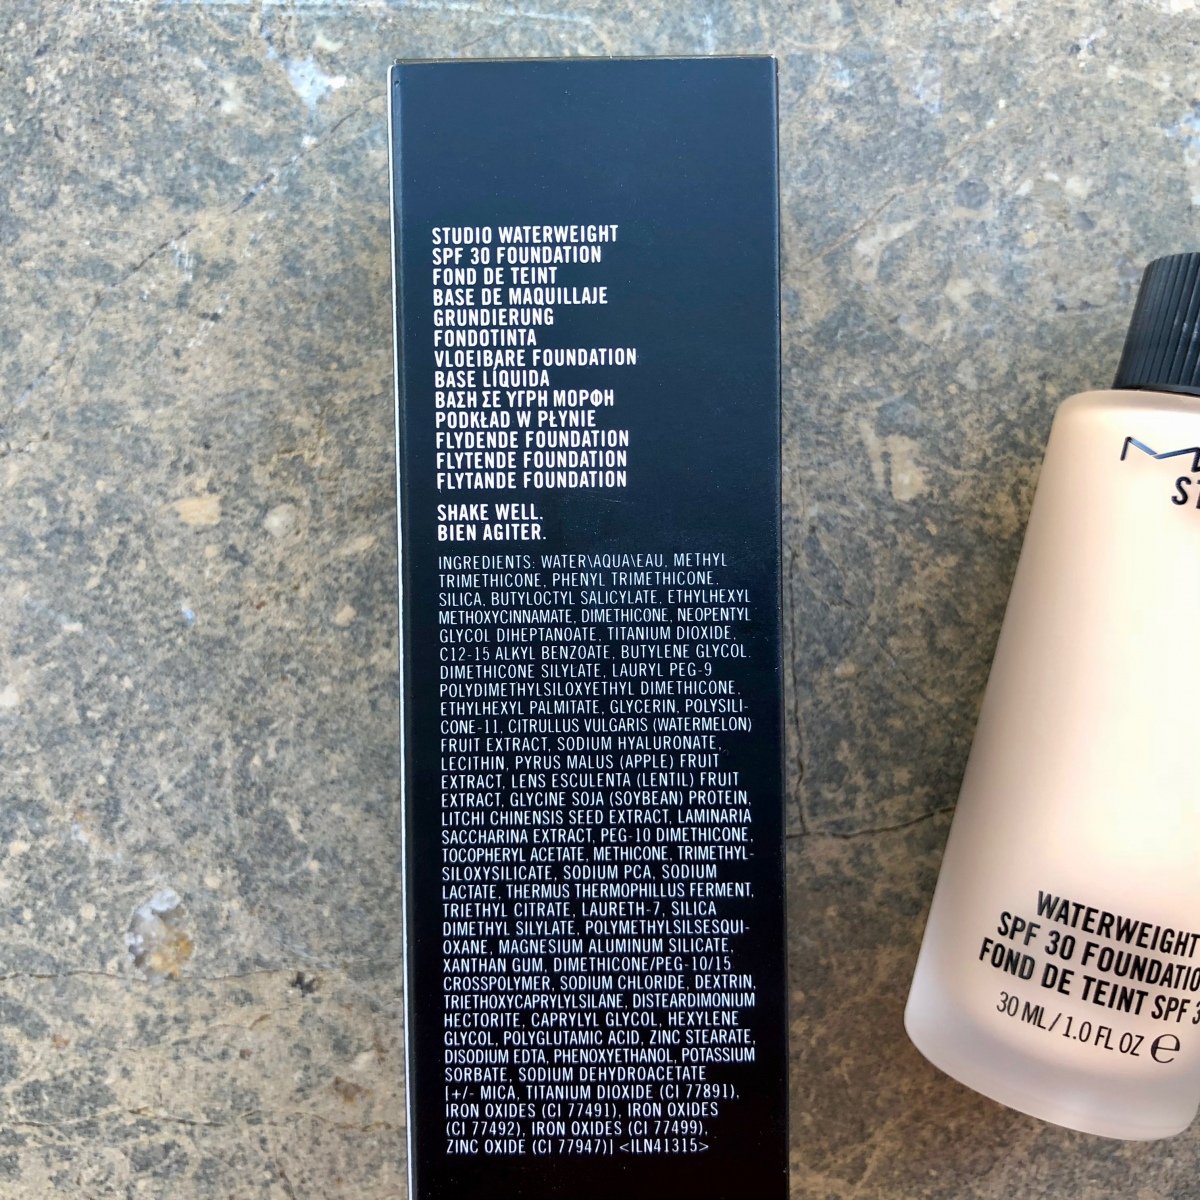 STUDIO WATERWEIGHT
SPF 30 FOUNDATION
FOND DE TEINT
BASE DE MAQUILLAJE
GRUNDIERUNG
FONDOTINTA
VLOEIBARE FOUNDATION
BASE LÍQUIDA
ΒΑΣΗ ΣΕ ΥΓΡΗ ΜΟΡΦΗ
PODKŁAD W PŁYNIE
FLYDENDE FOUNDATION
FLYTENDE FOUNDATION
FLYTANDE FOUNDATION
SHAKE WELL.
BIEN AGITER.
INGREDIENTS: WATER\AQUA\EAU, METHYL
TRIMETHICONE, PHENYL TRIMETHICONE,
SILICA, BUTYLOCTYL SALICYLATE, ETHYLHEXYL
METHOXYCINNAMATE, DIMETHICONE, NEOPENTYL
GLYCOL DIHEPTANOATE, TITANIUM DIOXIDE,
C12-15 ALKYL BENZOATE, BUTYLENE GLYCOL,
DIMETHICONE SILYLATE, LAURYL PEG-9
POLYDIMETHYLSILOXYETHYL DIMETHICONE,
ETHYLHEXYL PALMITATE, GLYCERIN, POLYSILI-
CONE-11, CITRULLUS VULGARIS (WATERMELON)
FRUIT EXTRACT, SODIUM HYALURONATE,
LECITHIN, PYRUS MALUS (APPLE) FRUIT
EXTRACT, LENS ESCULENTA (LENTIL) FRUIT
EXTRACT, GLYCINE SOJA (SOYBEAN) PROTEIN,
LITCHI CHINENSIS SEED EXTRACT, LAMINARIA
SACCHARINA EXTRACT, PEG-10 DIMETHICONE,
TOCOPHERYL ACETATE, METHICONE, TRIMETHYL-
SILOXYSILICATE, SODIUM PCA, SODIUM
LACTATE, THERMUS THERMOPHILLUS FERMENT,
TRIETHYL CITRATE, LAURETH-7, SILICA
DIMETHYL SILYLATE, POLYMETHYLSILSESQUI-
OXANE, MAGNESIUM ALUMINUM SILICATE,
XANTHAN GUM, DIMETHICONE/PEG-10/15
CROSSPOLYMER, SODIUM CHLORIDE, DEXTRIN,
TRIETHOXYCAPRYLYLSILANE, DISTEARDIMONIUM
HECTORITE, CAPRYLYL GLYCOL, HEXYLENE
GLYCOL, POLYGLUTAMIC ACID, ZINC STEARATE,
DISODIUM EDTA, PHENOXYETHANOL, POTASSIUM
SORBATE, SODIUM DEHYDROACETATE
[+/- MICA, TITANIUM DIOXIDE (CI 77891),
IRON OXIDES (CI 77491), IRON OXIDES
(CI 77492), IRON OXIDES (CI 77499),
ZINC OXIDE (CI 77947)] <ILN41315>
WATERWEIGHT
SPF 30 FOUNDATIO
FOND DE TEINT SPF 3
30 ML/1.0 FL OZ ℮